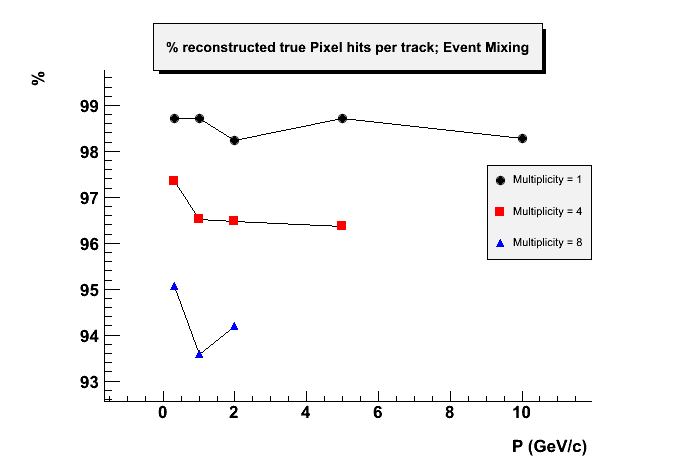 % reconstructed true Pixel hits per track; Event Mixing
%
99
98
97
96
95
94
93
Multiplicity = 1
Multiplicity = 4
Multiplicity = 8
0 2 4 6 8 10
P (GeV/c)